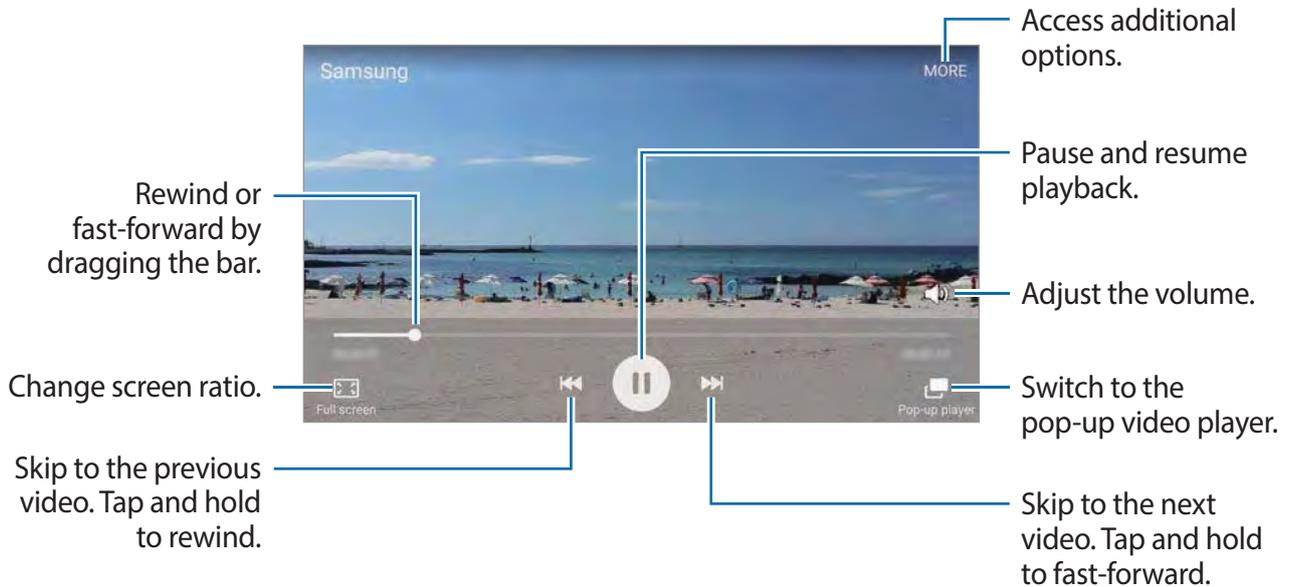 Access additional
options.
Samsung
MORE
Pause and resume
playback.
Rewind or
fast-forward by
dragging the bar.
Adjust the volume.
Change screen ratio.
Full screen
Switch to the
pop-up video player.
Pop-up player
Skip to the previous
video. Tap and hold
to rewind.
Skip to the next
video. Tap and hold
to fast-forward.